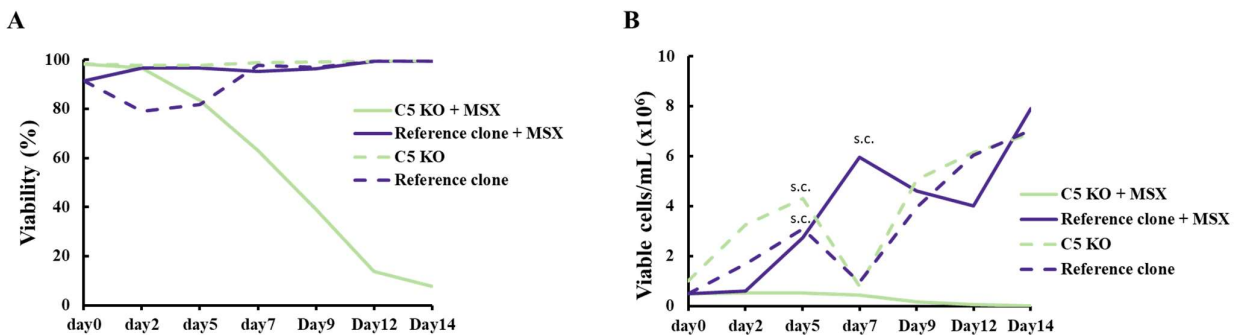 A
Viability (%)
100
80
60
40
20
0
day0 day2 day5 day7 Day9 Day12 Day14
C5 KO + MSX
Reference clone + MSX
C5 KO
Reference clone
B
Viable cells/mL (x10⁶)
10
8
6
4
2
0
s.c.
s.c.
s.c.
day0 day2 day5 day7 Day9 Day12 Day14
C5 KO + MSX
Reference clone + MSX
C5 KO
Reference clone